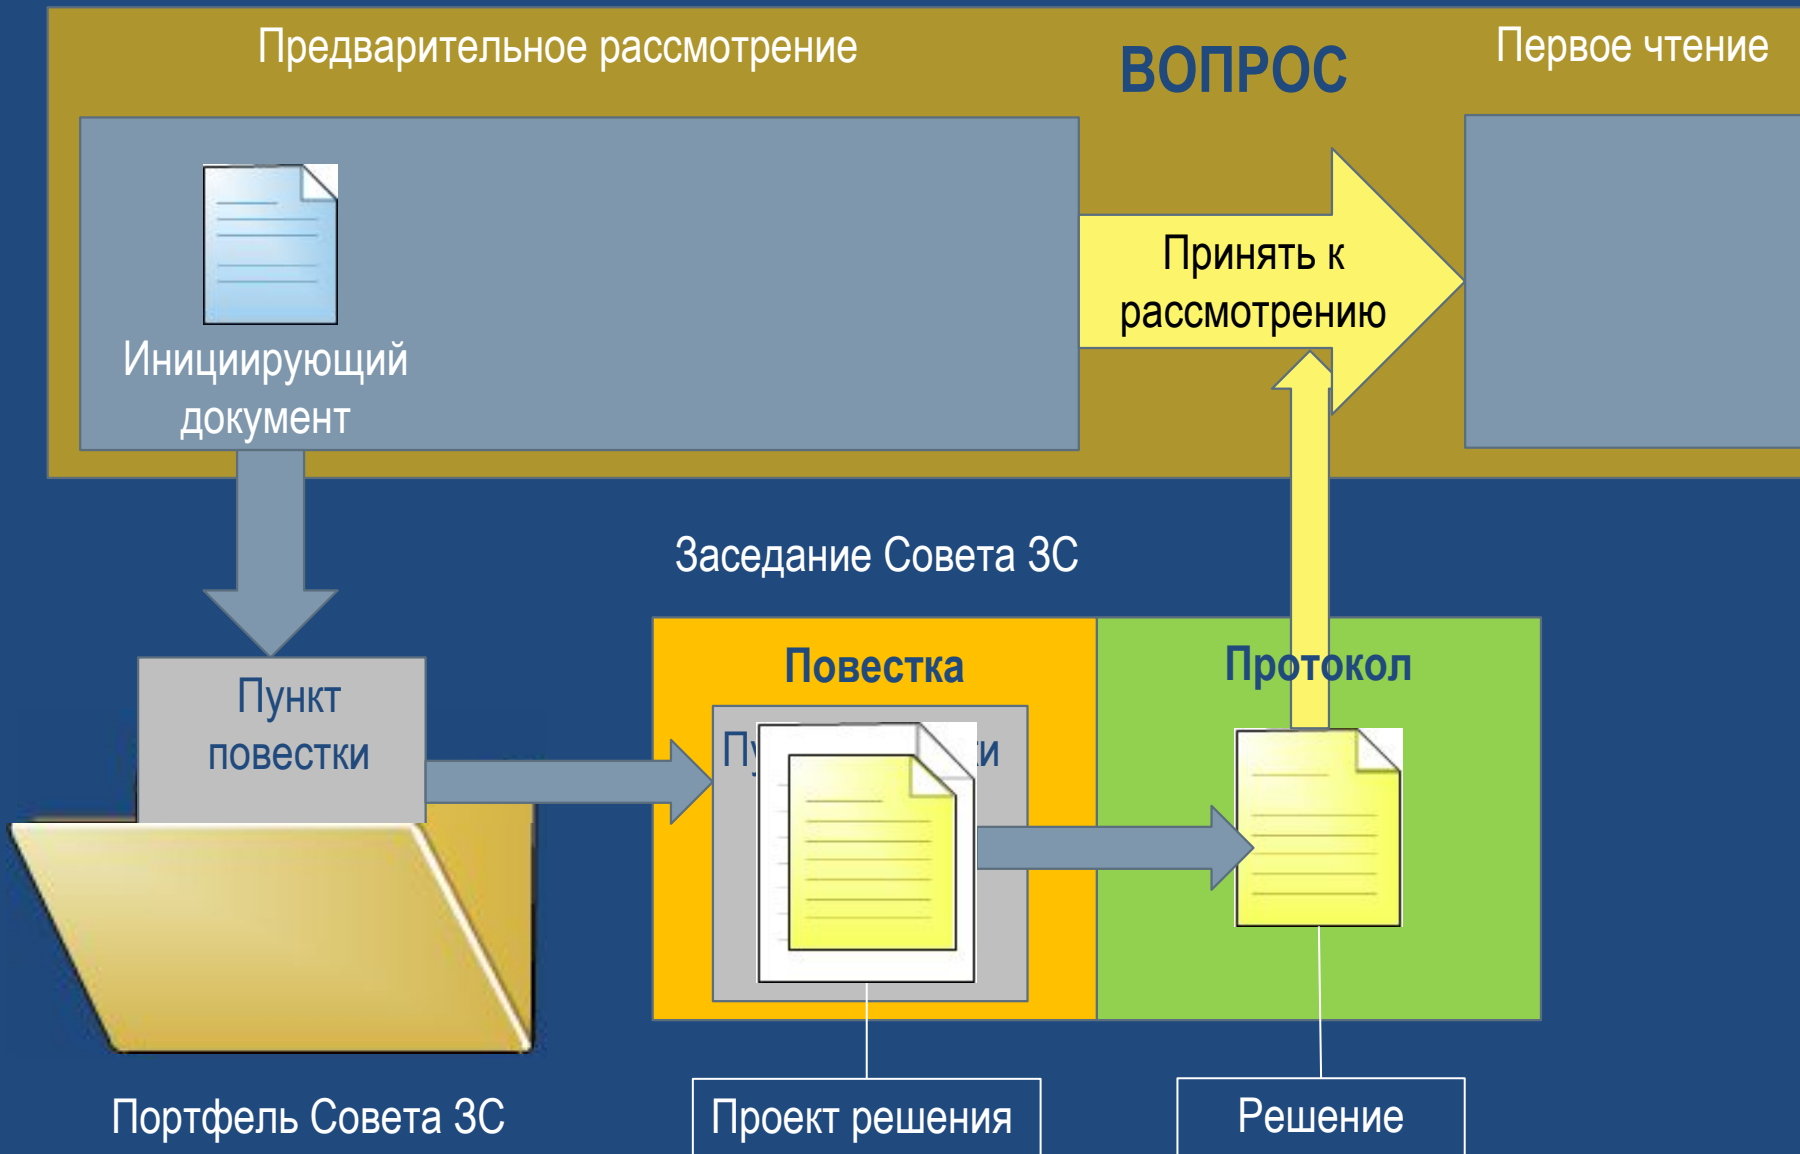 Предварительное рассмотрение
ВОПРОС
Первое чтение
Принять к
рассмотрению
Инициирующий
документ
Заседание Совета ЗС
Повестка
Протокол
Пункт
повестки
Портфель Совета ЗС
Проект решения
Решение